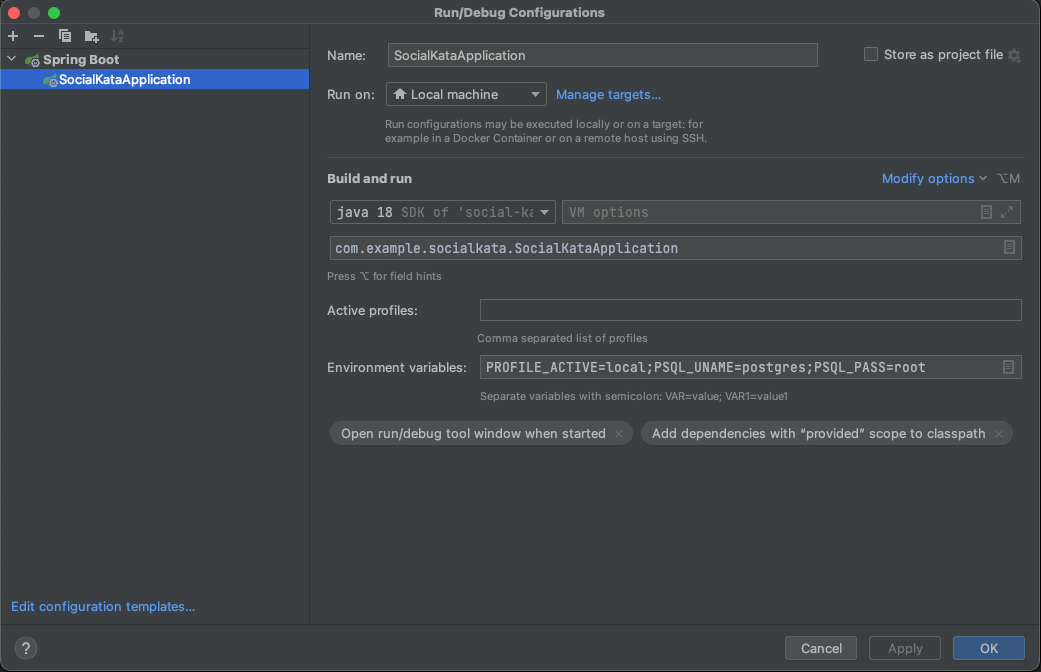 Run/Debug Configurations
Spring Boot
SocialKataApplication
Edit configuration templates...
Name:
SocialKataApplication
Store as project file
Run on:
Local machine
Manage targets...
Run configurations may be executed locally or on a target: for
example in a Docker Container or on a remote host using SSH.
Build and run
Modify options ⌥M
java 18 SDK of 'social-ka
VM options
com.example.socialkata.SocialKataApplication
Press ⌥ for field hints
Active profiles:
Comma separated list of profiles
Environment variables:
PROFILE_ACTIVE=local;PSQL_UNAME=postgres;PSQL_PASS=root
Separate variables with semicolon: VAR=value; VAR1=value1
Open run/debug tool window when started
Add dependencies with “provided” scope to classpath
?
Cancel
Apply
OK